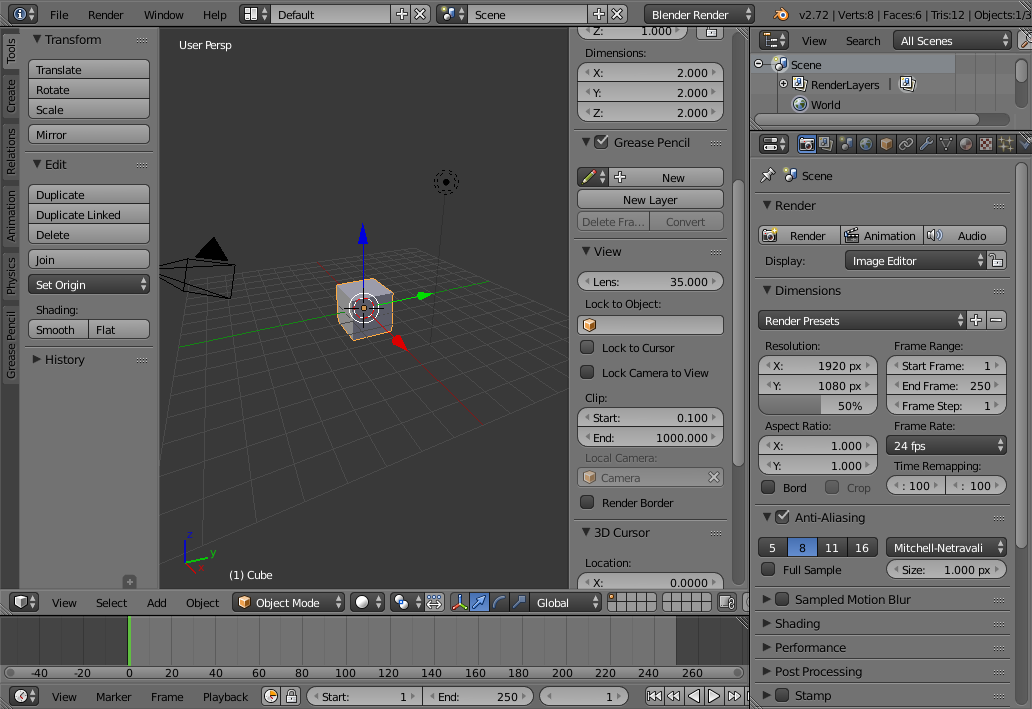 File Render Window Help Default Scene Blender Render v2.72 | Verts:8 | Faces:6 | Tris:12 | Objects:1/3
Tools
Create
Relations
Animation
Physics
Grease Pencil
Transform
Translate
Rotate
Scale
Mirror
Edit
Duplicate
Duplicate Linked
Delete
Join
Set Origin
Shading:
Smooth Flat
History
User Persp
z
y
x
(1) Cube
Z: 1.000
Dimensions:
X: 2.000
Y: 2.000
Z: 2.000
Grease Pencil
New
New Layer
Delete Fra... Convert
View
Lens: 35.000
Lock to Object:
Lock to Cursor
Lock Camera to View
Clip:
Start: 0.100
End: 1000.000
Local Camera:
Camera
Render Border
3D Cursor
Location:
X: 0.0000
View Select Add Object Object Mode Global
-40 -20 0 20 40 60 80 100 120 140 160 180 200 220 240 260
View Marker Frame Playback Start: 1 End: 250 1
View Search All Scenes
Scene
RenderLayers |
World
Scene
Render
Render Animation Audio
Display: Image Editor
Dimensions
Render Presets
Resolution: Frame Range:
X: 1920 px Start Frame: 1
Y: 1080 px End Frame: 250
50% Frame Step: 1
Aspect Ratio: Frame Rate:
X: 1.000 24 fps
Y: 1.000 Time Remapping:
Bord Crop : 100 : 100
Anti-Aliasing
5 8 11 16 Mitchell-Netravali
Full Sample Size: 1.000 px
Sampled Motion Blur
Shading
Performance
Post Processing
Stamp